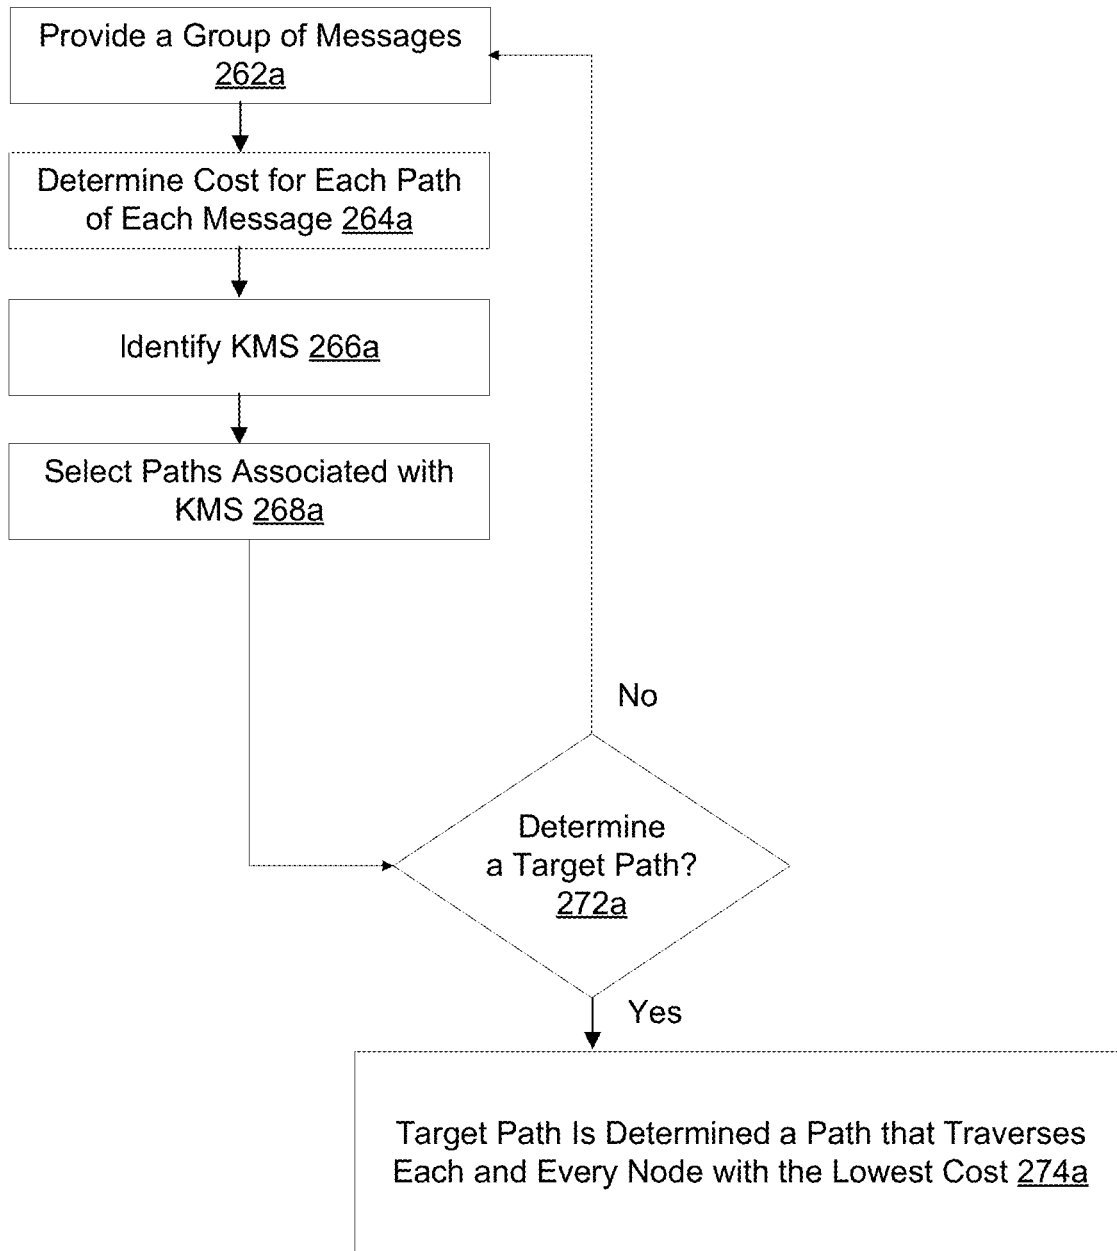 Provide a Group of Messages
262a
Determine Cost for Each Path
of Each Message 264a
Identify KMS 266a
Select Paths Associated with
KMS 268a
No
Determine
a Target Path?
272a
Yes
Target Path Is Determined a Path that Traverses
Each and Every Node with the Lowest Cost 274a